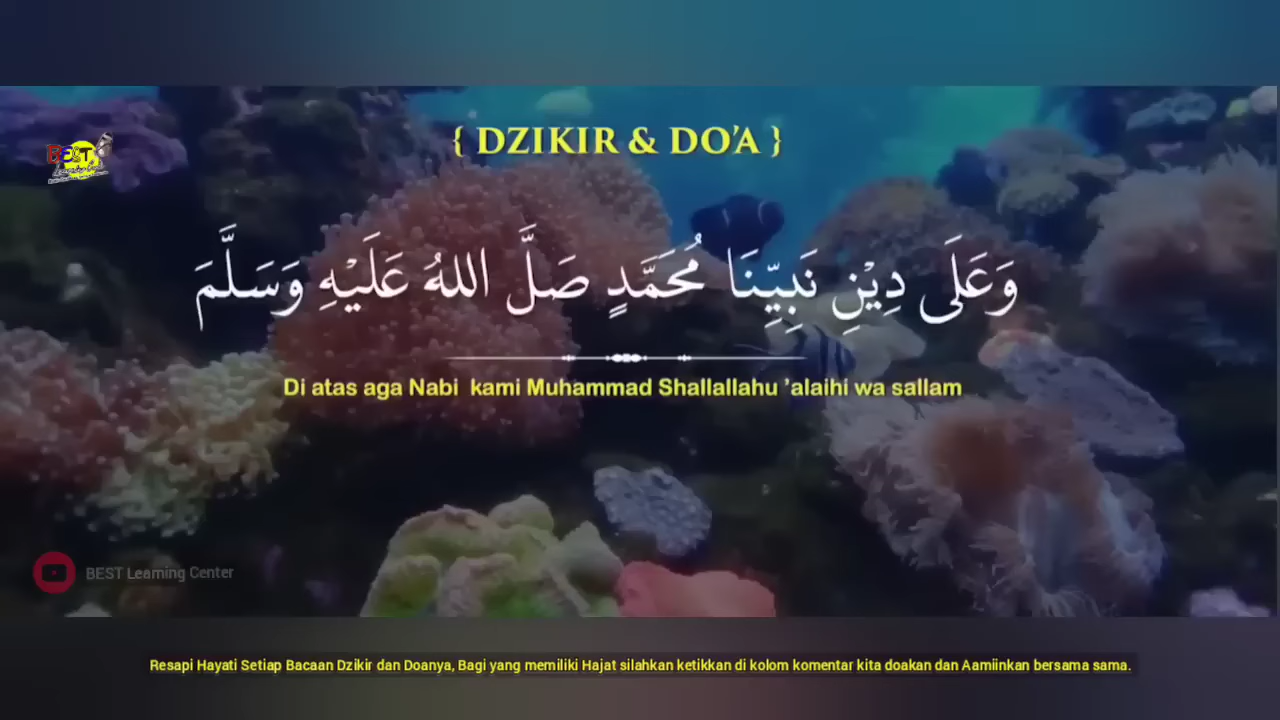 { DZIKIR & DO’A }
BEST
وَعَلَى دِيْنِ نَبِيِّنَا مُحَمَّدٍ صَلَّ اللهُ عَلَيْهِ وَسَلَّمَ
Di atas aga Nabi kami Muhammad Shallallahu ’alaihi wa sallam
BEST Learning Center
Resapi Hayati Setiap Bacaan Dzikir dan Doanya, Bagi yang memiliki Hajat silahkan ketikkan di kolom komentar kita doakan dan Aamiinkan bersama sama.